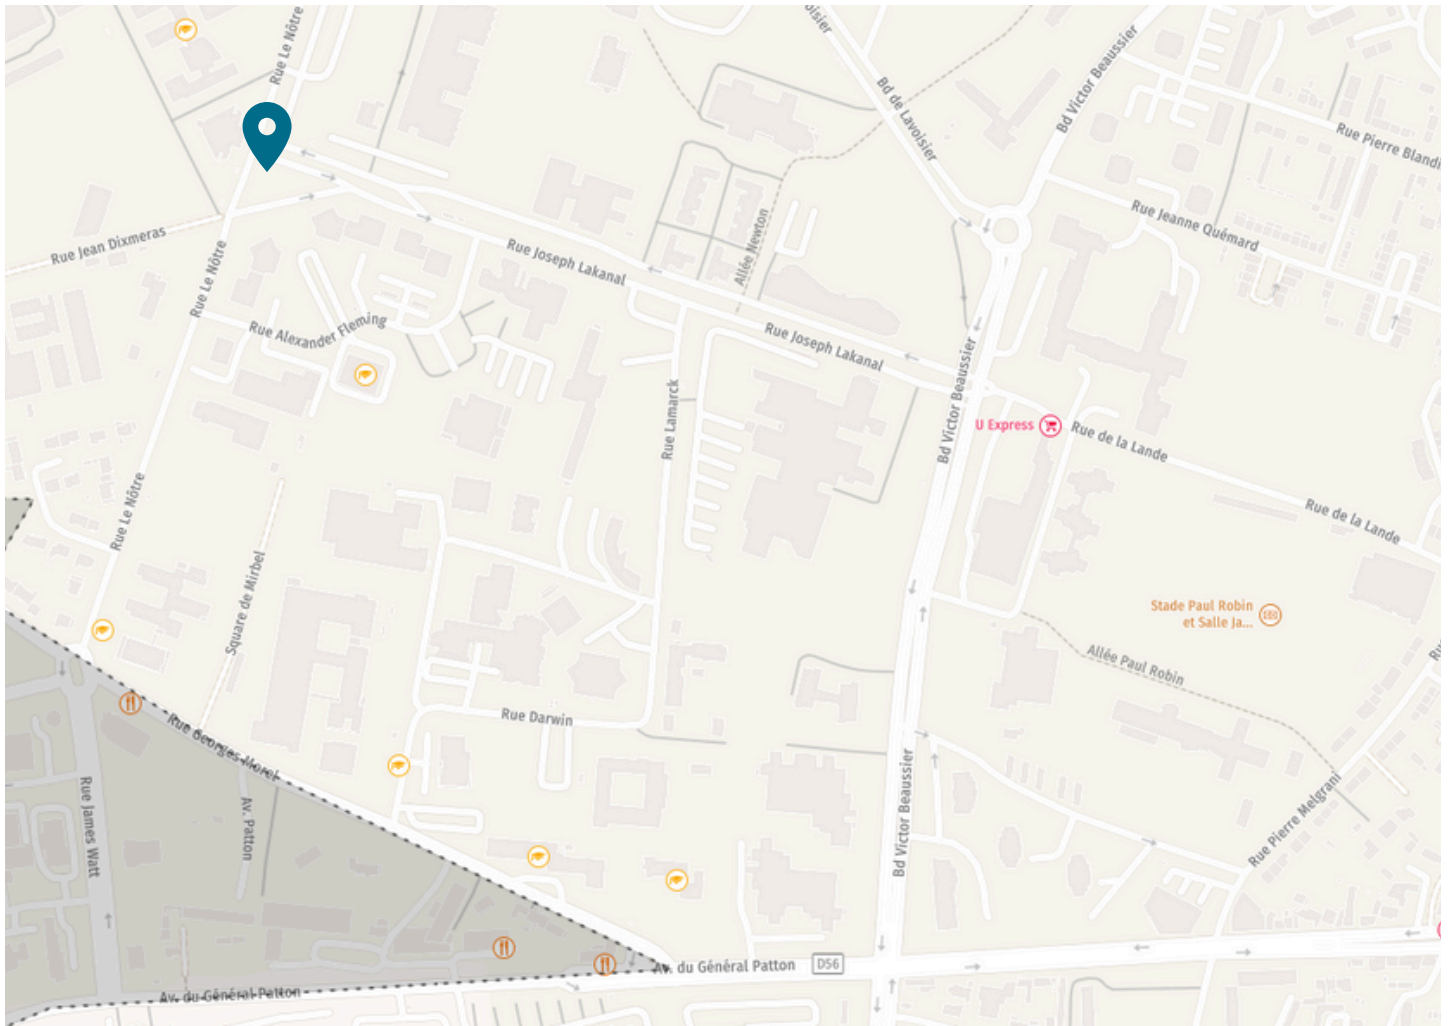 Rue Le Nôtre
Bd Victor Beaussier
Bd de Lavoisier
Rue Pierre Blandi
Rue Jeanne Quémard
Rue Jean Dixmeras
Rue Le Nôtre
Rue Joseph Lakanal
Allée Newton
Rue Alexander Fleming
Rue Joseph Lakanal
Bd Victor Beaussier
Rue Lamarck
U Express
Rue de la Lande
Rue Le Nôtre
Rue de la Lande
Square de Mirbel
Stade Paul Robin
et Salle Ja...
Allée Paul Robin
Rue Georges Morel
Rue Darwin
Rue James Watt
Av. Patton
Bd Victor Beaussier
Rue Pierre Melgrani
Av. du Général Patton
D56
Av. du Général Patton